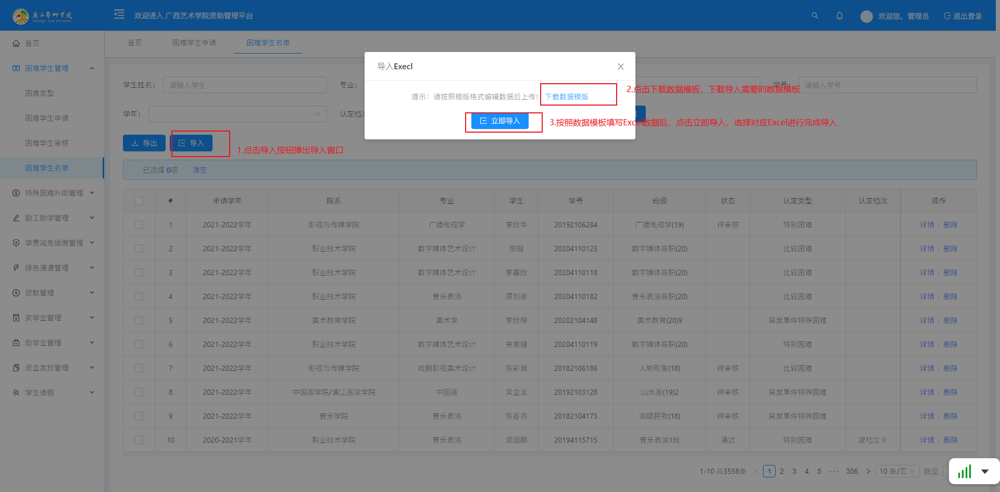 廣西藝術學院
Guangxi Arts University
欢迎进入 广西艺术学院资助管理平台
欢迎您，管理员
退出登录
首页
困难学生管理
困难类型
困难学生申请
困难学生审核
困难学生名单
特殊困难补助管理
勤工助学管理
学费减免缓缴管理
绿色通道管理
贷款管理
奖学金管理
助学金管理
资金发放管理
学生请假
首页 困难学生申请 困难学生名单
学生姓名： 请输入学生 专业： 学号： 请输入学号
学年： 认定档次
导入Execl
提示：请按照模版格式编辑数据后上传! 下载数据模版
立即导入
2.点击下载数据模板，下载导入需要的数据模板
3.按照数据模板填写Excel数据后，点击立即导入，选择对应Excel进行完成导入
导出 导入
1.点击导入按钮弹出导入窗口
已选择 0项 清空
# 申请学年 院系 专业 学生 学号 班级 状态 认定类型 认定档次 操作
1 2021-2022学年 影视与传媒学院 广播电视学 李欣华 20192106284 广播电视学(19) 待审核 特别困难 详情 删除
2 2021-2022学年 职业技术学院 数字媒体艺术设计 邹璇 20204110123 数字媒体高职(20) 比较困难 详情 删除
3 2021-2022学年 职业技术学院 数字媒体艺术设计 李嘉欣 20204110118 数字媒体高职(20) 比较困难 详情 删除
4 2021-2022学年 职业技术学院 音乐表演 原钊丽 20204110182 音乐表演高职(20) 比较困难 详情 删除
5 2021-2022学年 美术教育学院 美术学 李欣柳 20202104148 美术教育(20)9 突发事件特殊困难 详情 删除
6 2021-2022学年 职业技术学院 数字媒体艺术设计 余家健 20204110119 数字媒体高职(20) 特别困难 详情 删除
7 2021-2022学年 影视与传媒学院 戏剧影视美术设计 陈彩薇 20182106186 人物形象(18) 待审核 比较困难 详情 删除
8 2021-2022学年 中国画学院/漓江画派学院 中国画 吴金龙 20192103128 山水画(19)2 待审核 突发事件特殊困难 详情 删除
9 2021-2022学年 音乐学院 音乐表演 陈春燕 20182104173 演唱民歌(18) 待审核 突发事件特殊困难 详情 删除
10 2020-2021学年 职业技术学院 音乐表演 梁国鹏 20194115715 音乐表演1班 通过 特别困难 建档立卡 详情 删除
1-10 共3558条 1 2 3 4 5 ••• 356 10 条/页 跳至